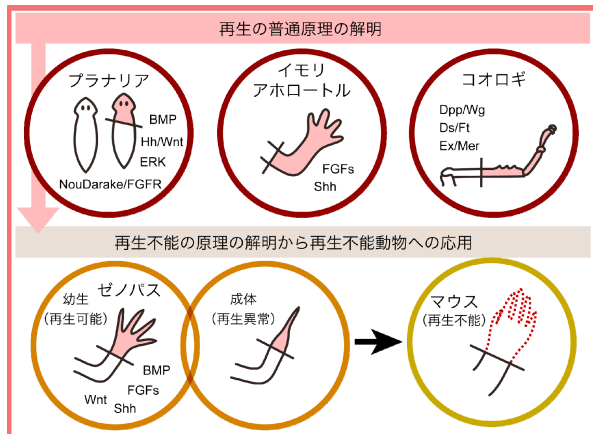 再生の普通原理の解明
プラナリア
BMP
Hh/Wnt
ERK
NouDarake/FGFR
イモリ
アホロートル
FGFs
Shh
コオロギ
Dpp/Wg
Ds/Ft
Ex/Mer
再生不能の原理の解明から再生不能動物への応用
ゼノパス
幼生
（再生可能）
BMP
FGFs
Wnt
Shh
成体
（再生異常）
マウス
（再生不能）